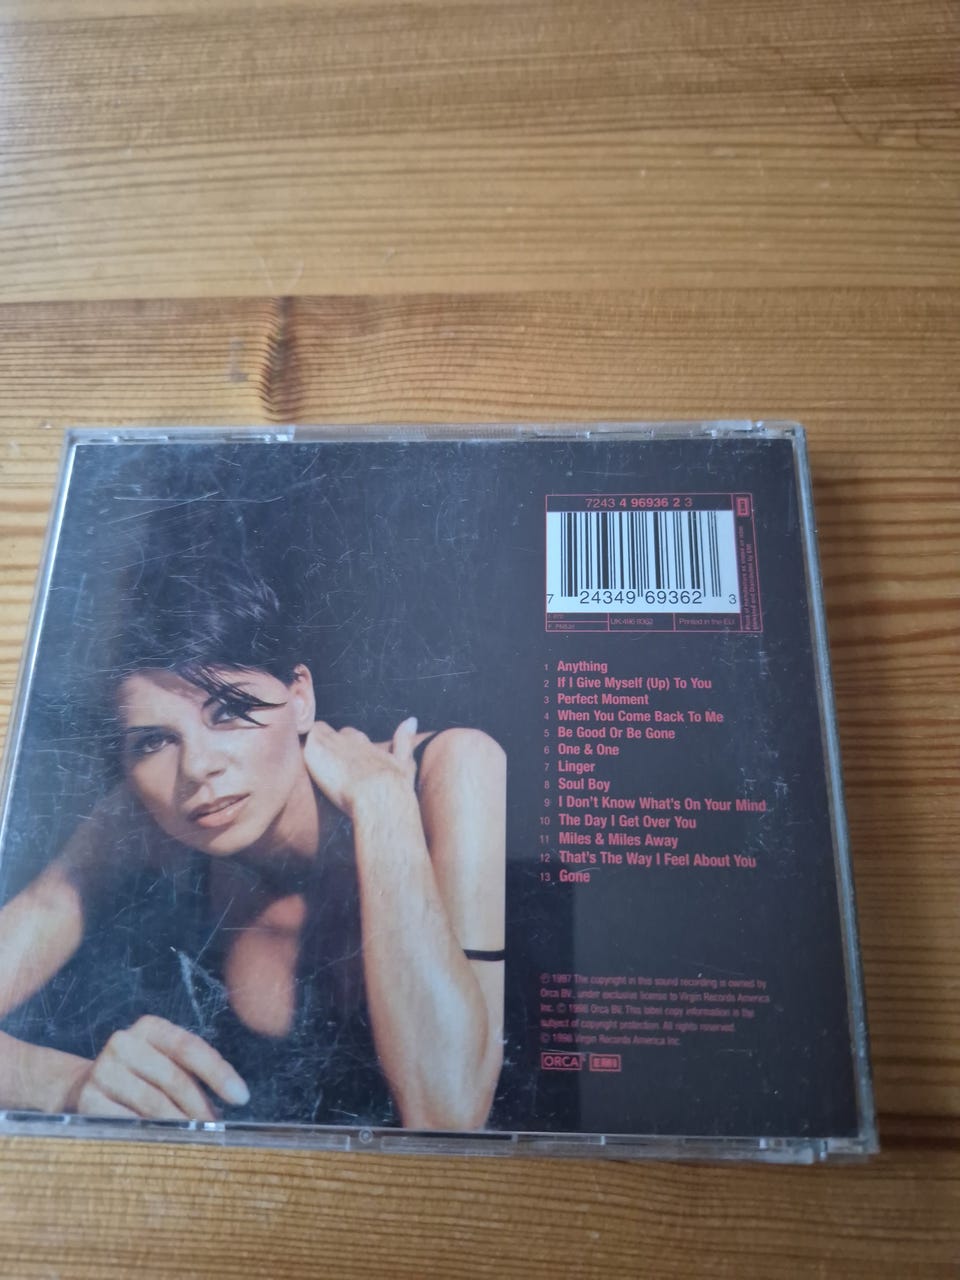 7243 4 96936 2 3
7 24349 69362 3
UK:496 9362
Printed in the EU
1 Anything
2 If I Give Myself (Up) To You
3 Perfect Moment
4 When You Come Back To Me
5 Be Good Or Be Gone
6 One & One
7 Linger
8 Soul Boy
9 I Don't Know What's On Your Mind
10 The Day I Get Over You
11 Miles & Miles Away
12 That's The Way I Feel About You
13 Gone
℗ 1997 The copyright in this sound recording is owned by
Orca BV, under exclusive license to Virgin Records America
Inc. © 1998 Orca BV. This label copy information is the
subject of copyright protection. All rights reserved.
© 1998 Virgin Records America Inc.
ORCA EMI